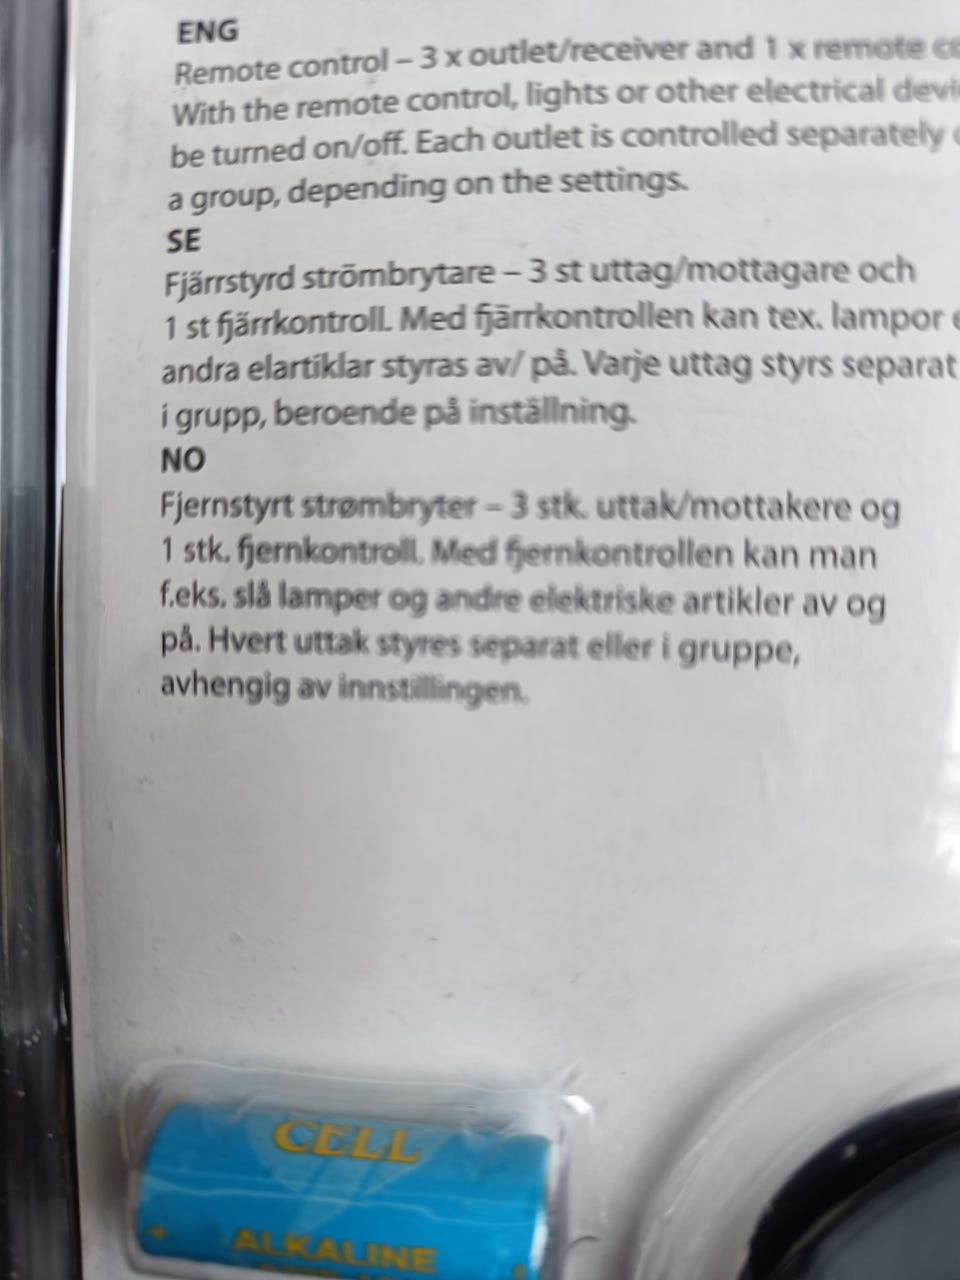 ENG
Remote control – 3 x outlet/receiver and 1 x remote
With the remote control, lights or other electrical
be turned on/off. Each outlet is controlled separately
a group, depending on the settings.
SE
Fjärrstyrd strömbrytare – 3 st uttag/mottagare och
1 st fjärrkontroll. Med fjärrkontrollen kan tex. lampor
andra elartiklar styras av/ på. Varje uttag styrs separat
i grupp, beroende på inställning.
NO
Fjernstyrt strømbryter – 3 stk. uttak/mottakere og
1 stk. fjernkontroll. Med fjernkontrollen kan man
f.eks. slå lamper og andre elektriske artikler av og
på. Hvert uttak styres separat eller i gruppe,
avhengig av innstillingen.
CELL
ALKALINE